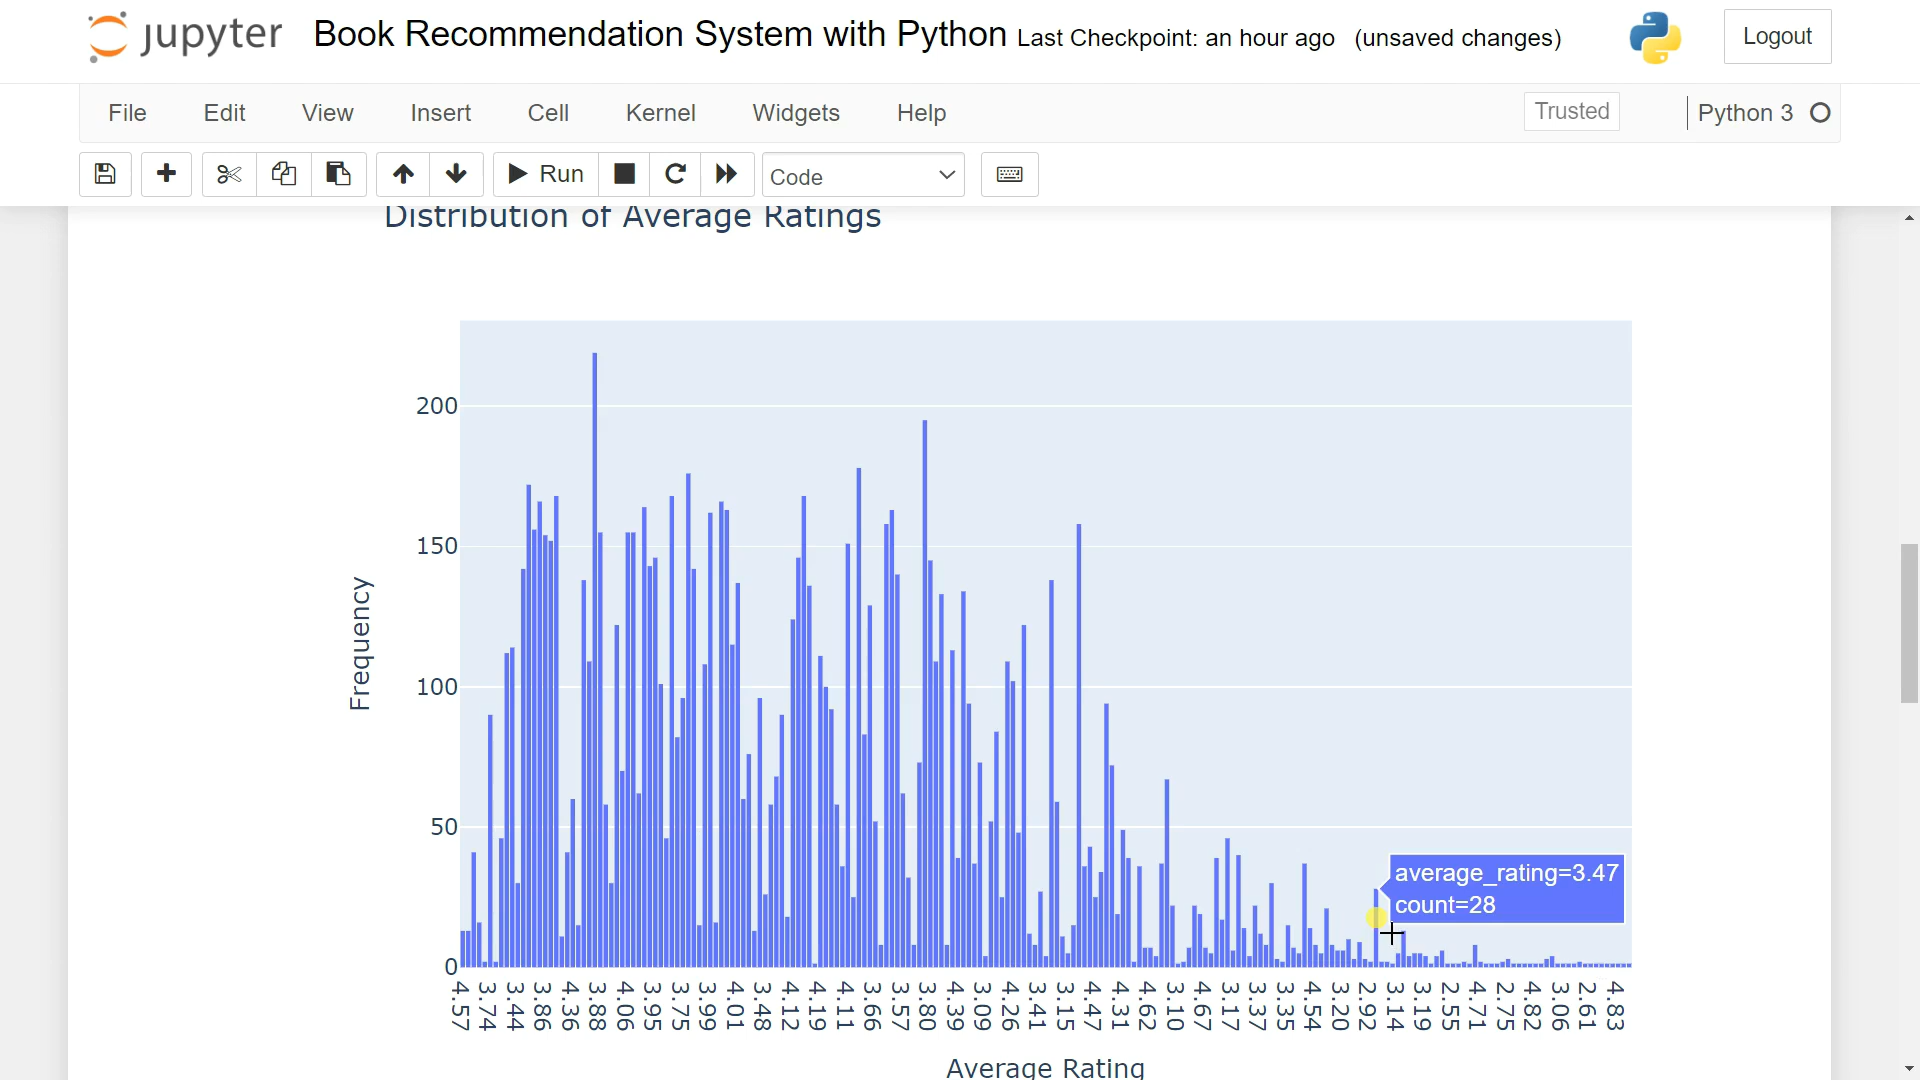 jupyter Book Recommendation System with Python Last Checkpoint: an hour ago (unsaved changes) Logout
File Edit View Insert Cell Kernel Widgets Help Trusted Python 3
Run Code
Distribution of Average Ratings
200
150
100
50
0
Frequency
average_rating=3.47
count=28
4.57 3.74 3.44 3.86 4.36 3.88 4.06 3.95 3.75 3.99 4.01 3.48 4.12 4.19 4.11 3.66 3.57 3.80 4.39 3.09 4.26 3.41 3.15 4.47 4.31 4.62 3.10 4.67 3.17 3.37 3.35 4.54 3.20 2.92 3.14 3.19 2.55 4.71 2.75 4.82 3.06 2.61 4.83
Average Rating